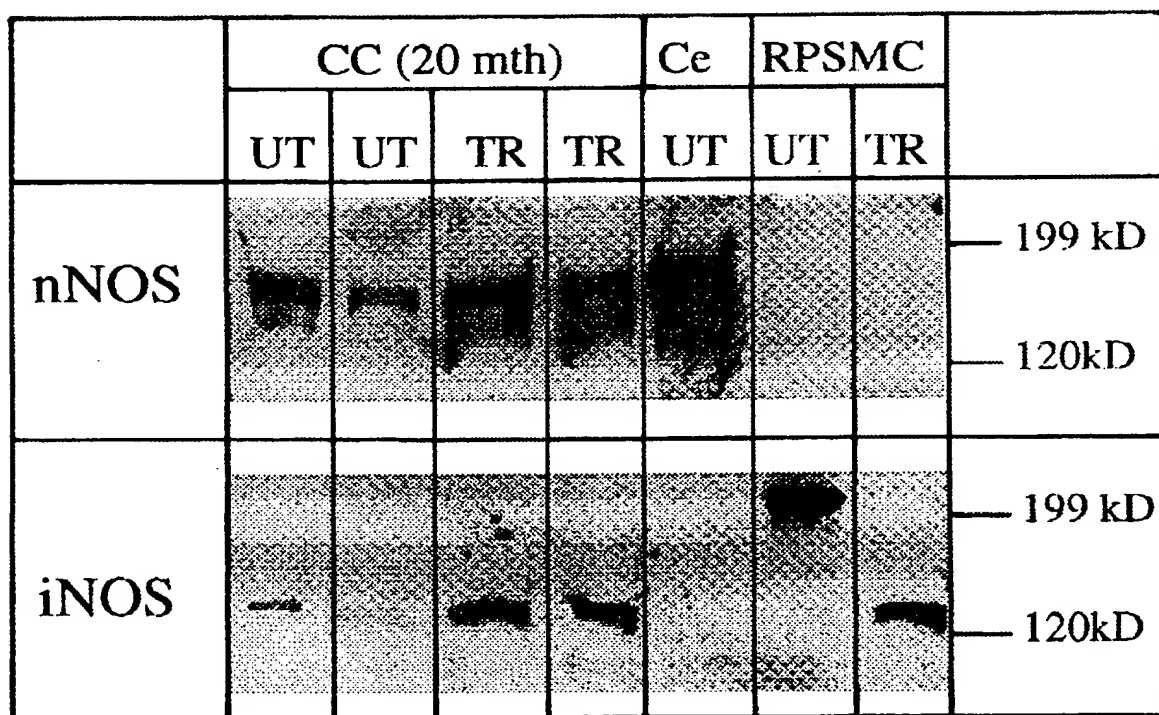 CC (20 mth) Ce RPSMC
UT UT TR TR UT UT TR
nNOS
199 kD
120kD
iNOS
199 kD
120kD